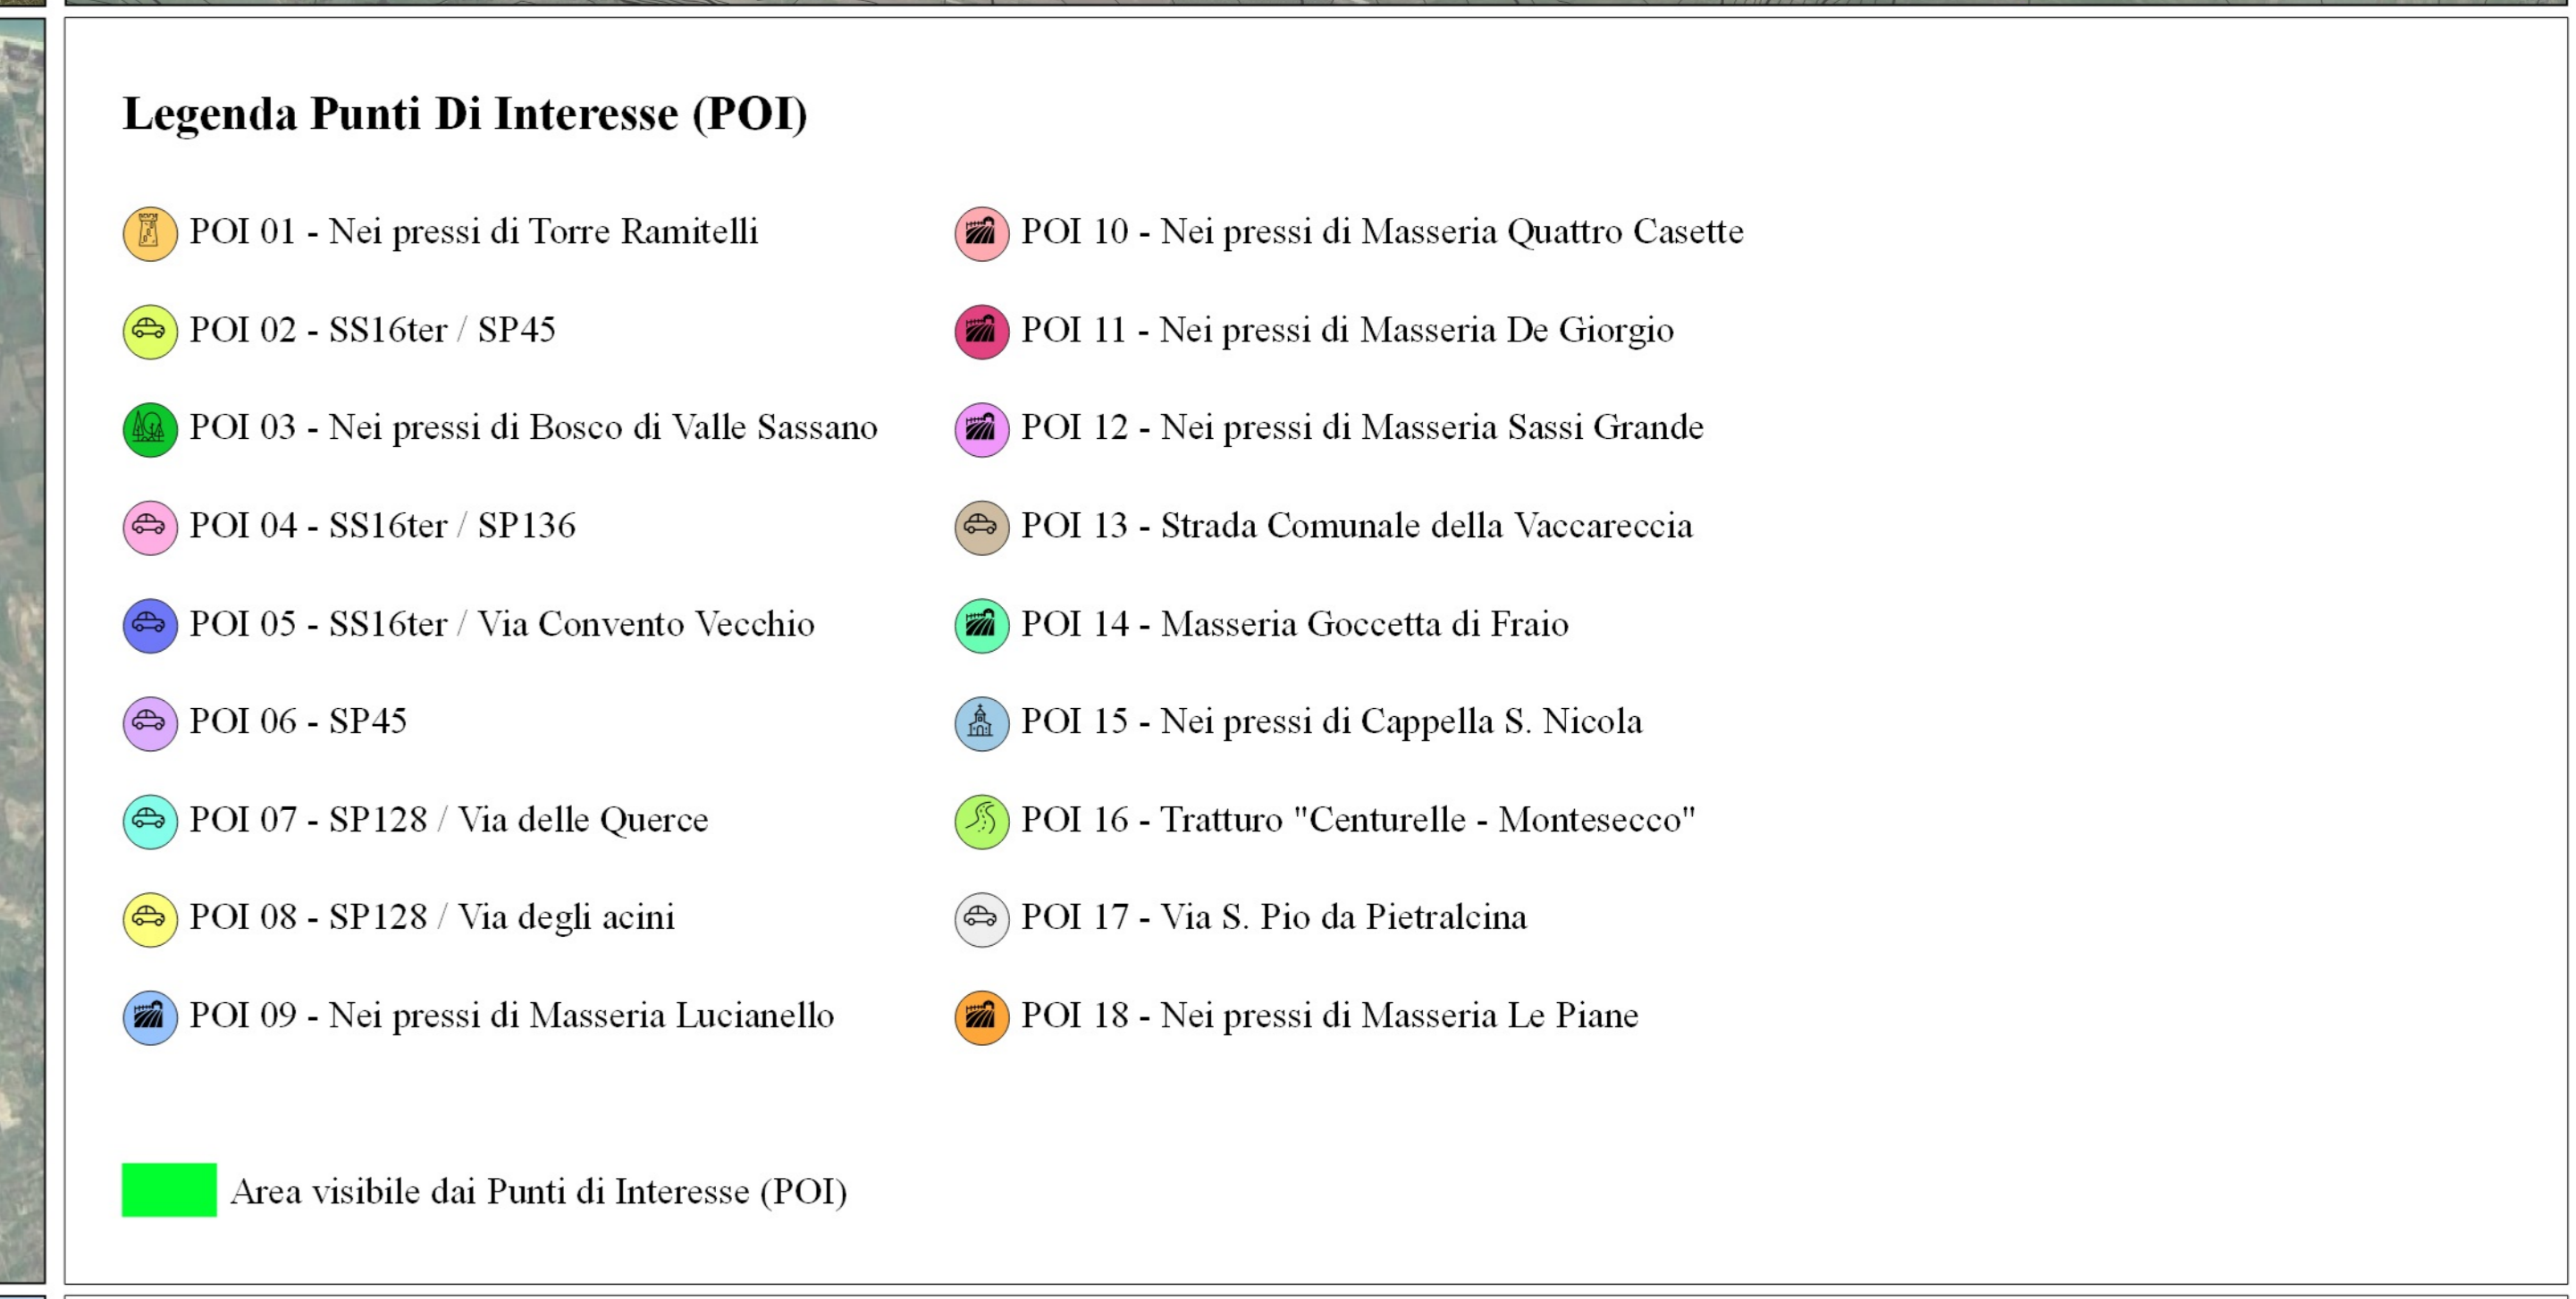 Legenda Punti Di Interesse (POI)
POI 01 - Nei pressi di Torre Ramitelli
POI 02 - SS16ter / SP45
POI 03 - Nei pressi di Bosco di Valle Sassano
POI 04 - SS16ter / SP136
POI 05 - SS16ter / Via Convento Vecchio
POI 06 - SP45
POI 07 - SP128 / Via delle Querce
POI 08 - SP128 / Via degli acini
POI 09 - Nei pressi di Masseria Lucianello
POI 10 - Nei pressi di Masseria Quattro Casette
POI 11 - Nei pressi di Masseria De Giorgio
POI 12 - Nei pressi di Masseria Sassi Grande
POI 13 - Strada Comunale della Vaccareccia
POI 14 - Masseria Goccetta di Fraio
POI 15 - Nei pressi di Cappella S. Nicola
POI 16 - Tratturo "Centurelle - Montesecco"
POI 17 - Via S. Pio da Pietralcina
POI 18 - Nei pressi di Masseria Le Piane
Area visibile dai Punti di Interesse (POI)